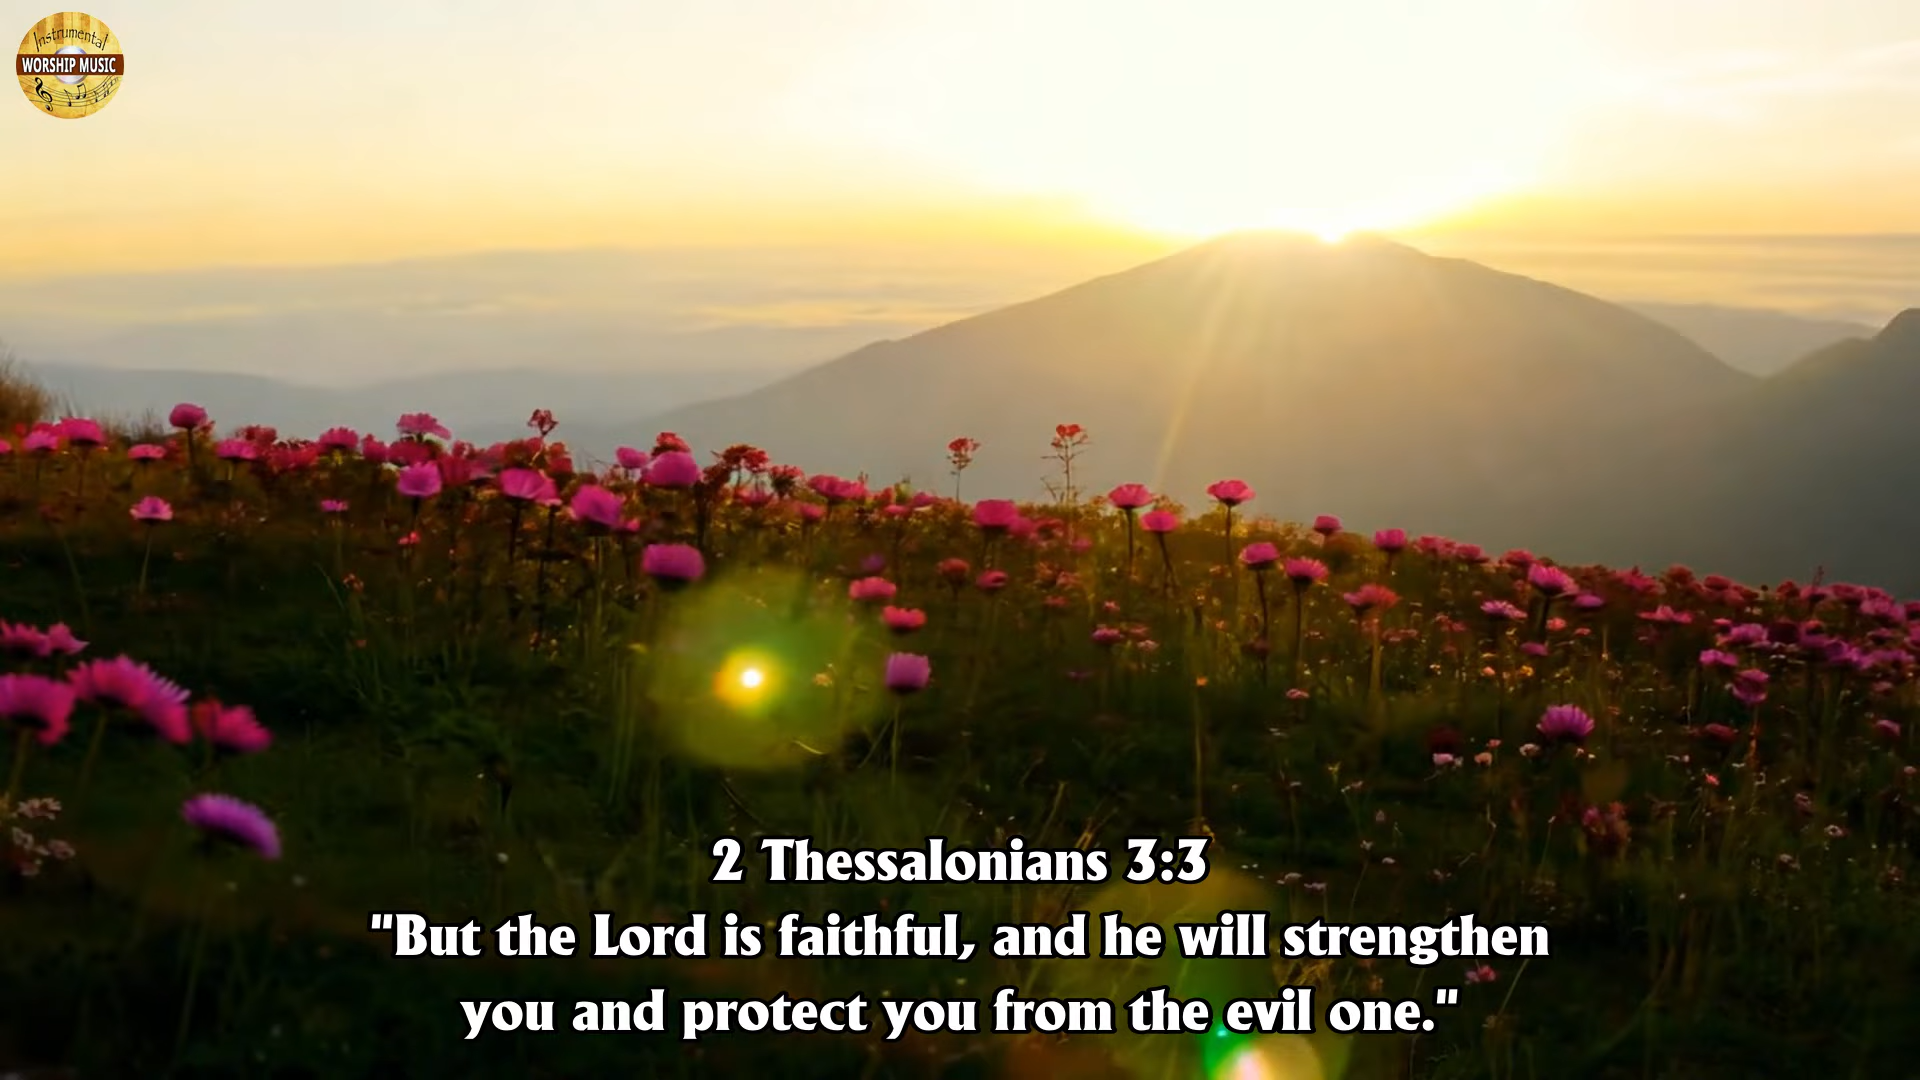 Instrumental
WORSHIP MUSIC
2 Thessalonians 3:3
"But the Lord is faithful, and he will strengthen
you and protect you from the evil one."